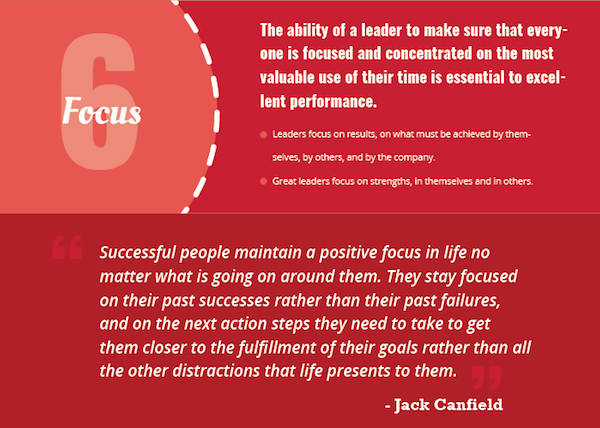 6
Focus
The ability of a leader to make sure that every-
one is focused and concentrated on the most
valuable use of their time is essential to excel-
lent performance.
Leaders focus on results, on what must be achieved by them-
selves, by others, and by the company.
Great leaders focus on strengths, in themselves and in others.
“
Successful people maintain a positive focus in life no
matter what is going on around them. They stay focused
on their past successes rather than their past failures,
and on the next action steps they need to take to get
them closer to the fulfillment of their goals rather than all
the other distractions that life presents to them. ”
- Jack Canfield